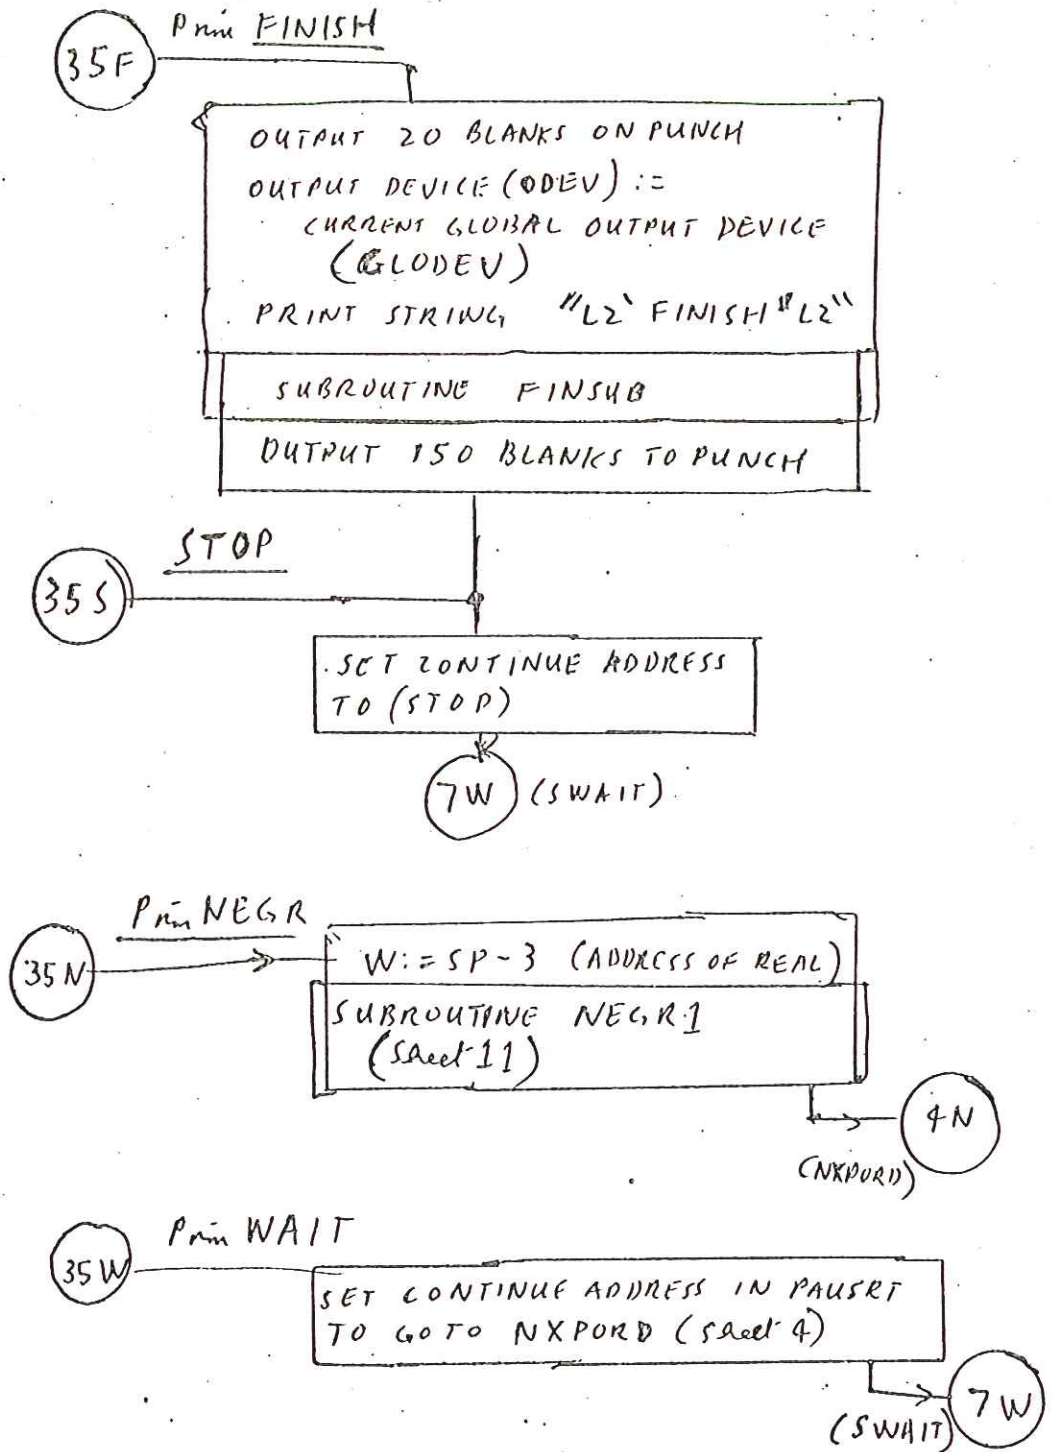 Prim FINISH
35F
OUTPUT 20 BLANKS ON PUNCH
OUTPUT DEVICE (ODEV) :=
CURRENT GLOBAL OUTPUT DEVICE
(GLODEV)
PRINT STRING "L2` FINISH "L2"
SUBROUTINE FINSUB
OUTPUT 150 BLANKS TO PUNCH
STOP
35S
SET CONTINUE ADDRESS
TO (STOP)
7W (SWAIT)
Prim NEGR
35N
W:= SP-3 (ADDRESS OF REAL)
SUBROUTINE NEGR1
(Sheet 11)
4N
(NXPORD)
Prim WAIT
35W
SET CONTINUE ADDRESS IN PAUSRT
TO GO TO NXPORD (Sheet 4)
7W
(SWAIT)